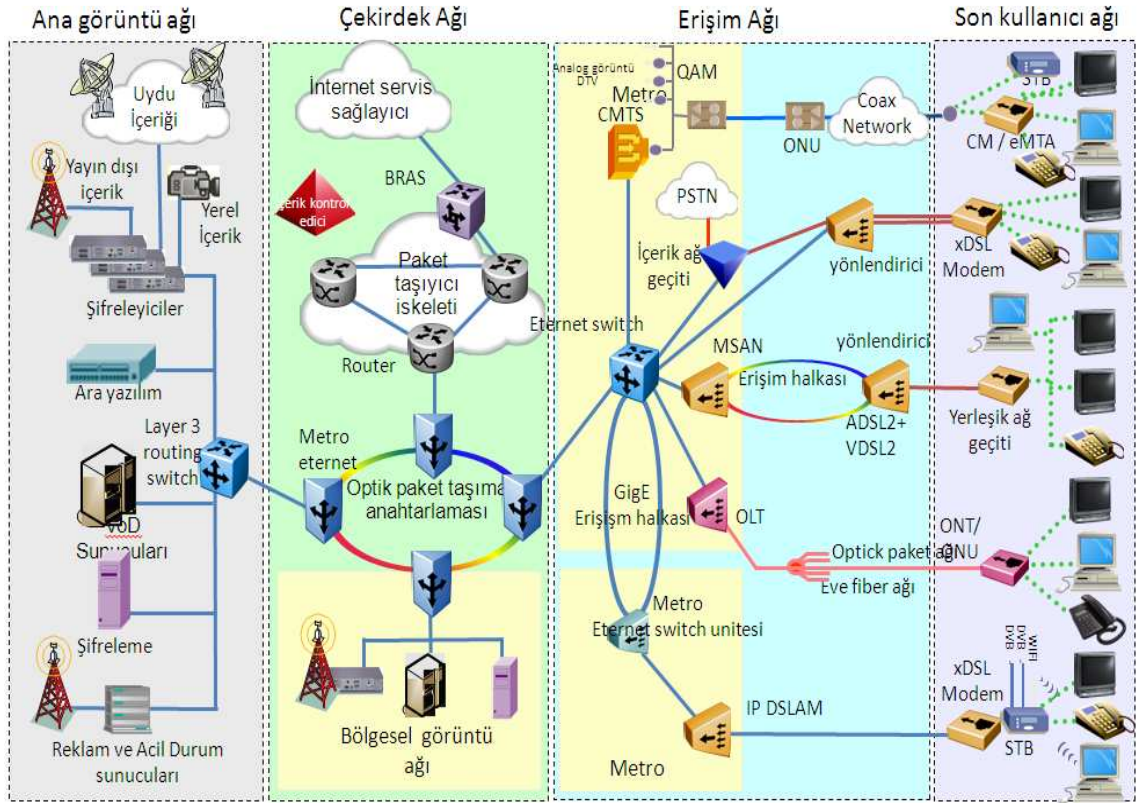 Ana görüntü ağı
Çekirdek Ağı
Erişim Ağı
Son kullanıcı ağı
Uydu
İçeriği
Yayın dışı
içerik
Yerel
İçerik
Şifreleyiciler
Ara yazılım
Layer 3
routing
switch
VoD
Sunucuları
Şifreleme
Reklam ve Acil Durum
sunucuları
İnternet servis
sağlayıcı
BRAS
içerik kontrol
edici
Paket
taşıyıcı
iskeleti
Router
Metro
eternet
Optik paket taşıma
anahtarlaması
Bölgesel görüntü
ağı
Analog görüntü
DTV
QAM
Metro
CMTS
ONU
Coax
Network
PSTN
İçerik ağ
geçiti
yönlendirici
Eternet switch
MSAN
Erişim halkası
yönlendirici
ADSL2+
VDSL2
GigE
Erişişm halkası
OLT
Optick paket ağı
Eve fiber ağı
Metro
Eternet switch unitesi
IP DSLAM
Metro
STB
CM / eMTA
xDSL
Modem
Yerleşik ağ
geçiti
ONT/
ONU
xDSL
Modem
DVB
DVB
WIFI
STB